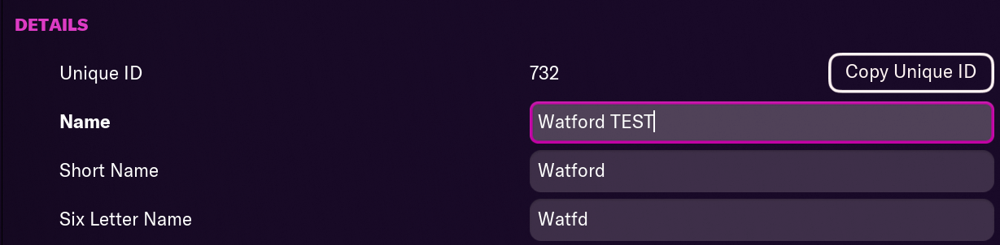 DETAILS
Unique ID 732 Copy Unique ID
Name Watford TEST
Short Name Watford
Six Letter Name Watfd